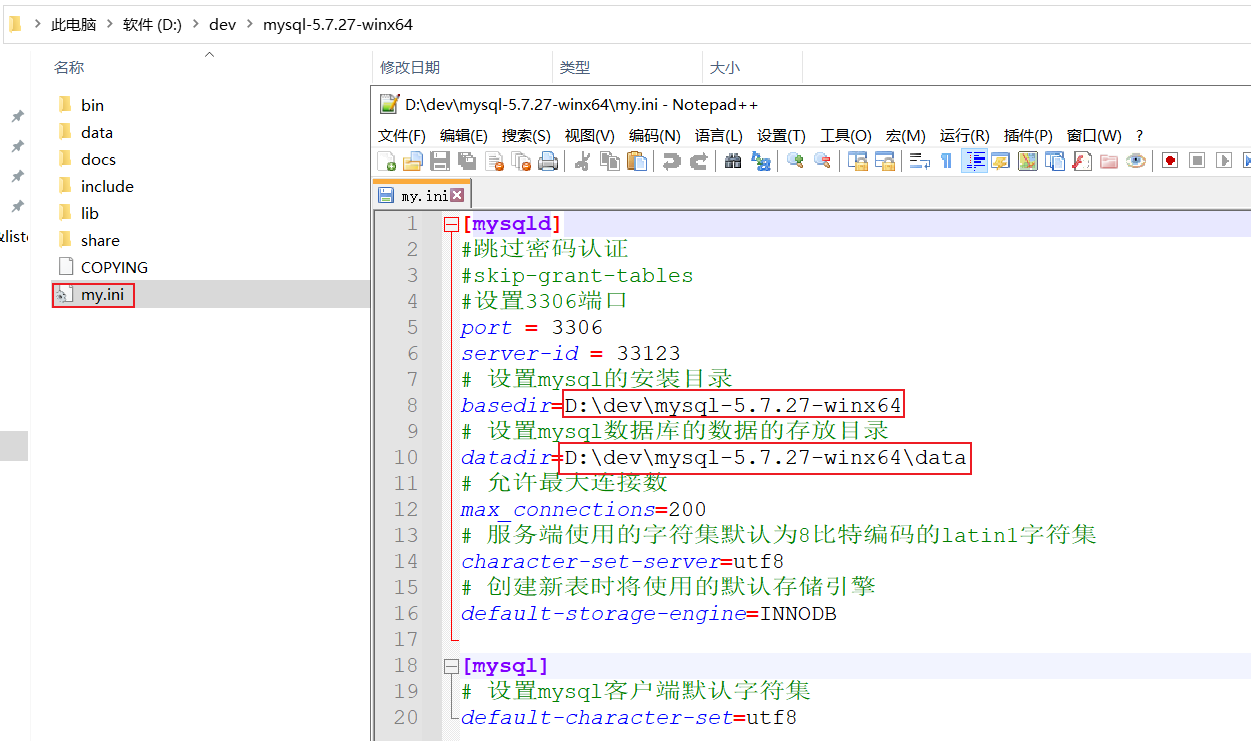 此电脑 > 软件 (D:) > dev > mysql-5.7.27-winx64
名称
修改日期
类型
大小
bin
data
docs
include
lib
share
COPYING
my.ini
&liste
D:\dev\mysql-5.7.27-winx64\my.ini - Notepad++
文件(F) 编辑(E) 搜索(S) 视图(V) 编码(N) 语言(L) 设置(T) 工具(O) 宏(M) 运行(R) 插件(P) 窗口(W) ?
my.ini
1 [mysqld]
2 #跳过密码认证
3 #skip-grant-tables
4 #设置3306端口
5 port = 3306
6 server-id = 33123
7 # 设置mysql的安装目录
8 basedir=D:\dev\mysql-5.7.27-winx64
9 # 设置mysql数据库的数据的存放目录
10 datadir=D:\dev\mysql-5.7.27-winx64\data
11 # 允许最大连接数
12 max_connections=200
13 # 服务端使用的字符集默认为8比特编码的latin1字符集
14 character-set-server=utf8
15 # 创建新表时将使用的默认存储引擎
16 default-storage-engine=INNODB
17
18 [mysql]
19 # 设置mysql客户端默认字符集
20 default-character-set=utf8